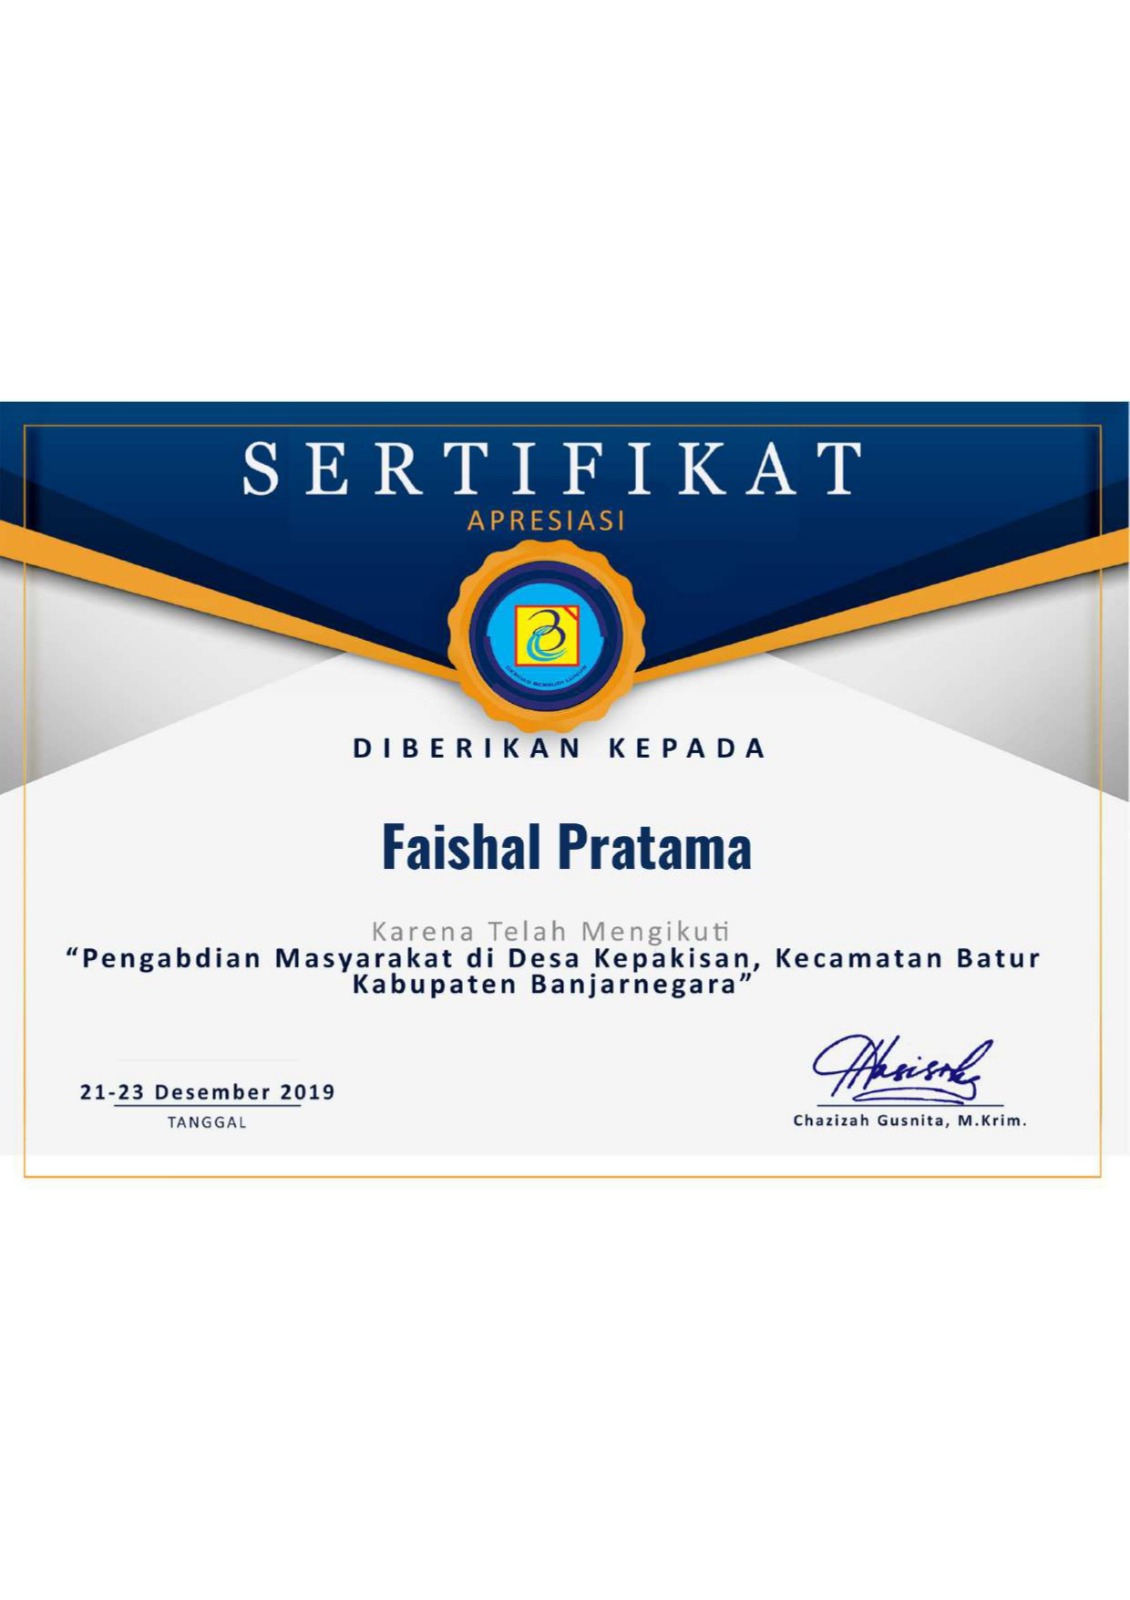 SERTIFIKAT
APRESIASI
DIBERIKAN KEPADA
Faishal Pratama
Karena Telah Mengikuti
“Pengabdian Masyarakat di Desa Kepakisan, Kecamatan Batur
Kabupaten Banjarnegara”
21-23 Desember 2019
TANGGAL
Chazizah Gusnita, M.Krim.